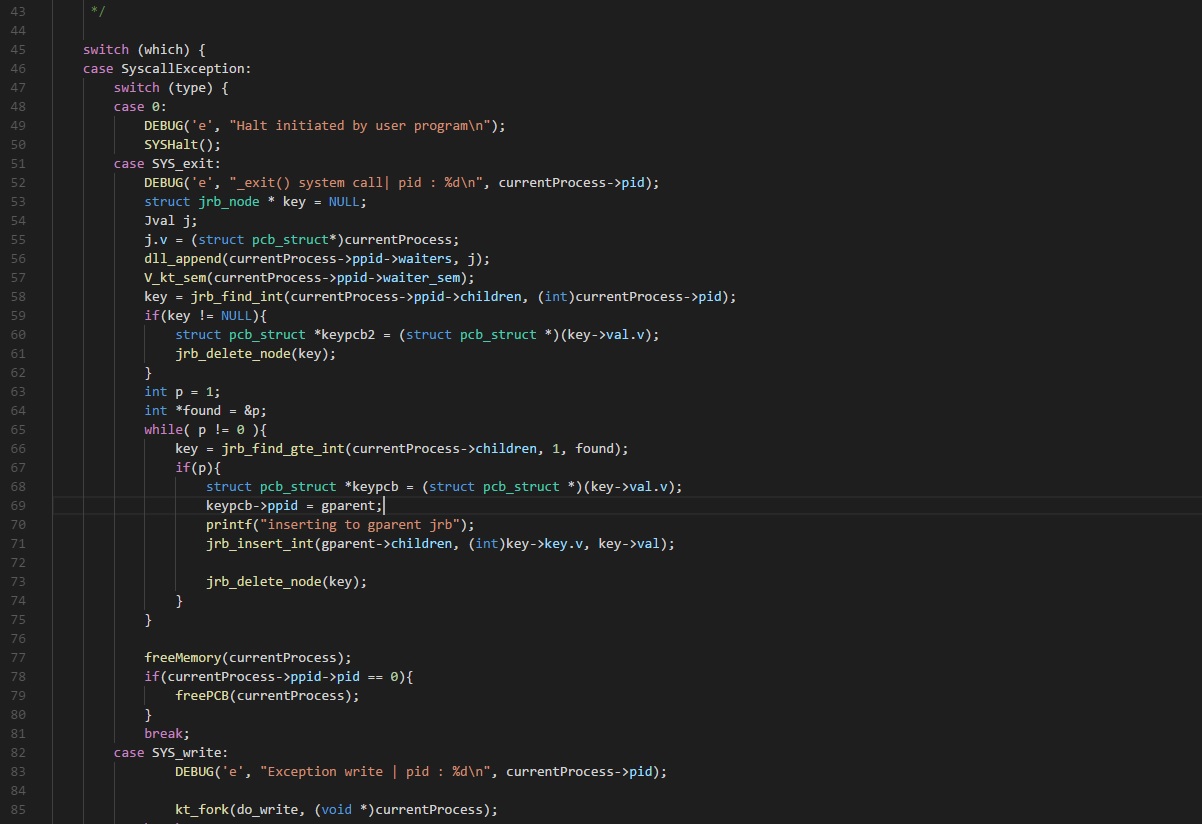 43 */
44
45 switch (which) {
46 case SyscallException:
47 switch (type) {
48 case 0:
49 DEBUG('e', "Halt initiated by user program\n");
50 SYSHalt();
51 case SYS_exit:
52 DEBUG('e', "_exit() system call| pid : %d\n", currentProcess->pid);
53 struct jrb_node * key = NULL;
54 Jval j;
55 j.v = (struct pcb_struct*)currentProcess;
56 dll_append(currentProcess->ppid->waiters, j);
57 V_kt_sem(currentProcess->ppid->waiter_sem);
58 key = jrb_find_int(currentProcess->ppid->children, (int)currentProcess->pid);
59 if(key != NULL){
60 struct pcb_struct *keypcb2 = (struct pcb_struct *)(key->val.v);
61 jrb_delete_node(key);
62 }
63 int p = 1;
64 int *found = &p;
65 while( p != 0 ){
66 key = jrb_find_gte_int(currentProcess->children, 1, found);
67 if(p){
68 struct pcb_struct *keypcb = (struct pcb_struct *)(key->val.v);
69 keypcb->ppid = gparent;
70 printf("inserting to gparent jrb");
71 jrb_insert_int(gparent->children, (int)key->key.v, key->val);
72
73 jrb_delete_node(key);
74 }
75 }
76
77 freeMemory(currentProcess);
78 if(currentProcess->ppid->pid == 0){
79 freePCB(currentProcess);
80 }
81 break;
82 case SYS_write:
83 DEBUG('e', "Exception write | pid : %d\n", currentProcess->pid);
84
85 kt_fork(do_write, (void *)currentProcess);